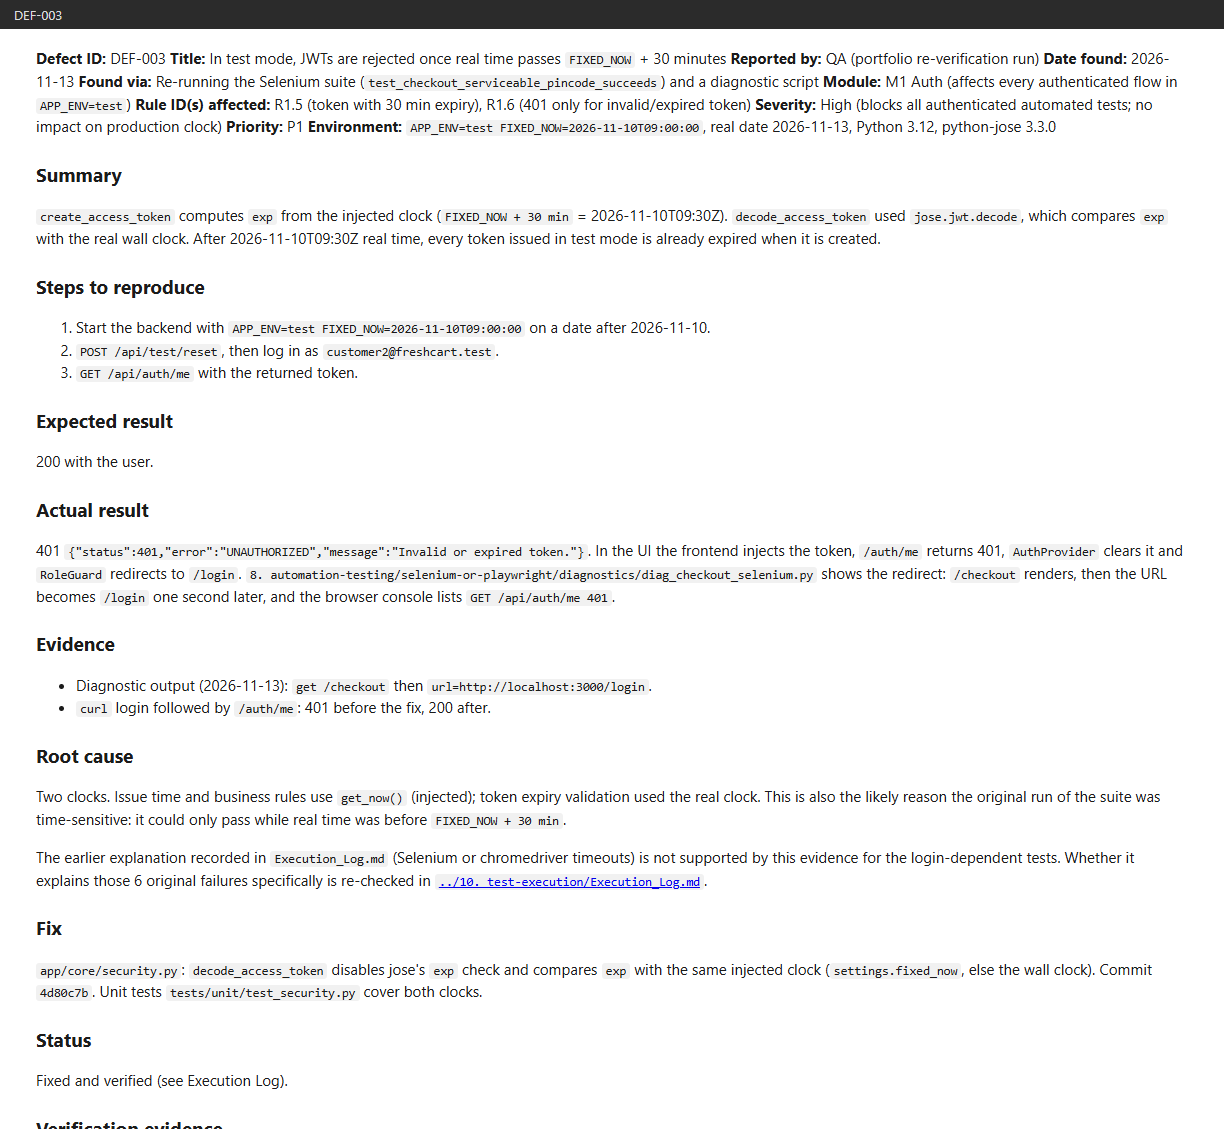 DEF-003
Defect ID: DEF-003 Title: In test mode, JWTs are rejected once real time passes FIXED_NOW + 30 minutes Reported by: QA (portfolio re-verification run) Date found: 2026-
11-13 Found via: Re-running the Selenium suite ( test_checkout_serviceable_pincode_succeeds ) and a diagnostic script Module: M1 Auth (affects every authenticated flow in
APP_ENV=test ) Rule ID(s) affected: R1.5 (token with 30 min expiry), R1.6 (401 only for invalid/expired token) Severity: High (blocks all authenticated automated tests; no
impact on production clock) Priority: P1 Environment: APP_ENV=test FIXED_NOW=2026-11-10T09:00:00 , real date 2026-11-13, Python 3.12, python-jose 3.3.0
Summary
create_access_token computes exp from the injected clock ( FIXED_NOW + 30 min = 2026-11-10T09:30Z). decode_access_token used jose.jwt.decode , which compares exp
with the real wall clock. After 2026-11-10T09:30Z real time, every token issued in test mode is already expired when it is created.
Steps to reproduce
1. Start the backend with APP_ENV=test FIXED_NOW=2026-11-10T09:00:00 on a date after 2026-11-10.
2. POST /api/test/reset , then log in as customer2@freshcart.test .
3. GET /api/auth/me with the returned token.
Expected result
200 with the user.
Actual result
401 {"status":401,"error":"UNAUTHORIZED","message":"Invalid or expired token."} . In the UI the frontend injects the token, /auth/me returns 401, AuthProvider clears it and
RoleGuard redirects to /login . 8. automation-testing/selenium-or-playwright/diagnostics/diag_checkout_selenium.py shows the redirect: /checkout renders, then the URL
becomes /login one second later, and the browser console lists GET /api/auth/me 401 .
Evidence
• Diagnostic output (2026-11-13): get /checkout then url=http://localhost:3000/login .
• curl login followed by /auth/me : 401 before the fix, 200 after.
Root cause
Two clocks. Issue time and business rules use get_now() (injected); token expiry validation used the real clock. This is also the likely reason the original run of the suite was
time-sensitive: it could only pass while real time was before FIXED_NOW + 30 min .
The earlier explanation recorded in Execution_Log.md (Selenium or chromedriver timeouts) is not supported by this evidence for the login-dependent tests. Whether it
explains those 6 original failures specifically is re-checked in ../10. test-execution/Execution_Log.md .
Fix
app/core/security.py : decode_access_token disables jose's exp check and compares exp with the same injected clock ( settings.fixed_now , else the wall clock). Commit
4d80c7b . Unit tests tests/unit/test_security.py cover both clocks.
Status
Fixed and verified (see Execution Log).
Verification evidence